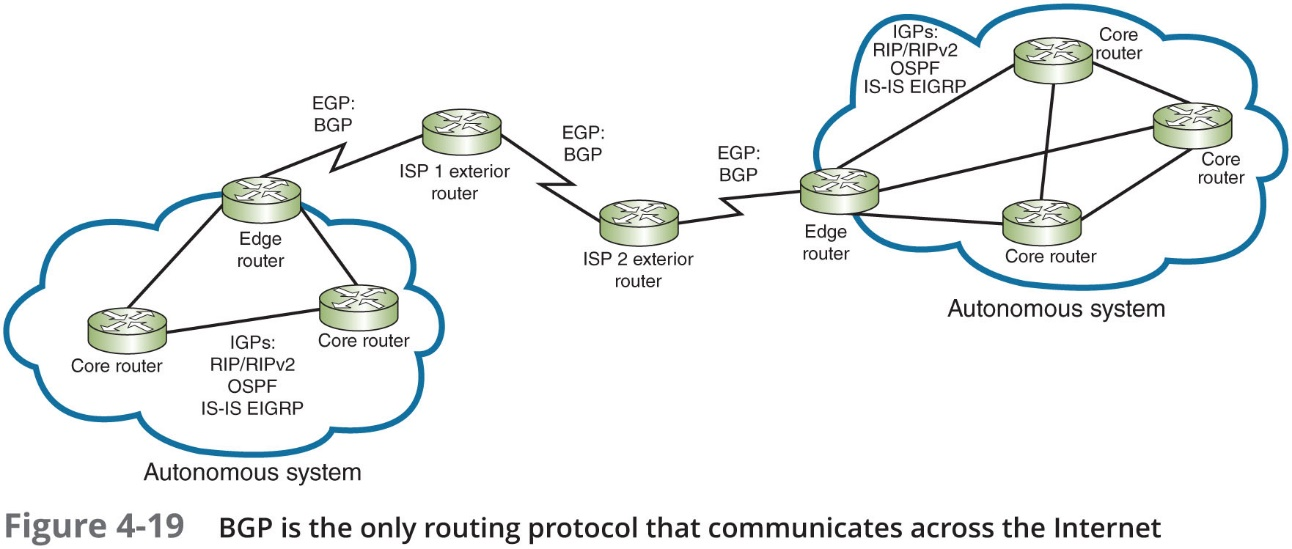 EGP:
BGP
ISP 1 exterior
router
EGP:
BGP
ISP 2 exterior
router
EGP:
BGP
Edge
router
Core router
Core router
IGPs:
RIP/RIPv2
OSPF
IS-IS EIGRP
Autonomous system
IGPs:
RIP/RIPv2
OSPF
IS-IS EIGRP
Core
router
Core
router
Edge
router
Core router
Autonomous system
Figure 4-19 BGP is the only routing protocol that communicates across the Internet